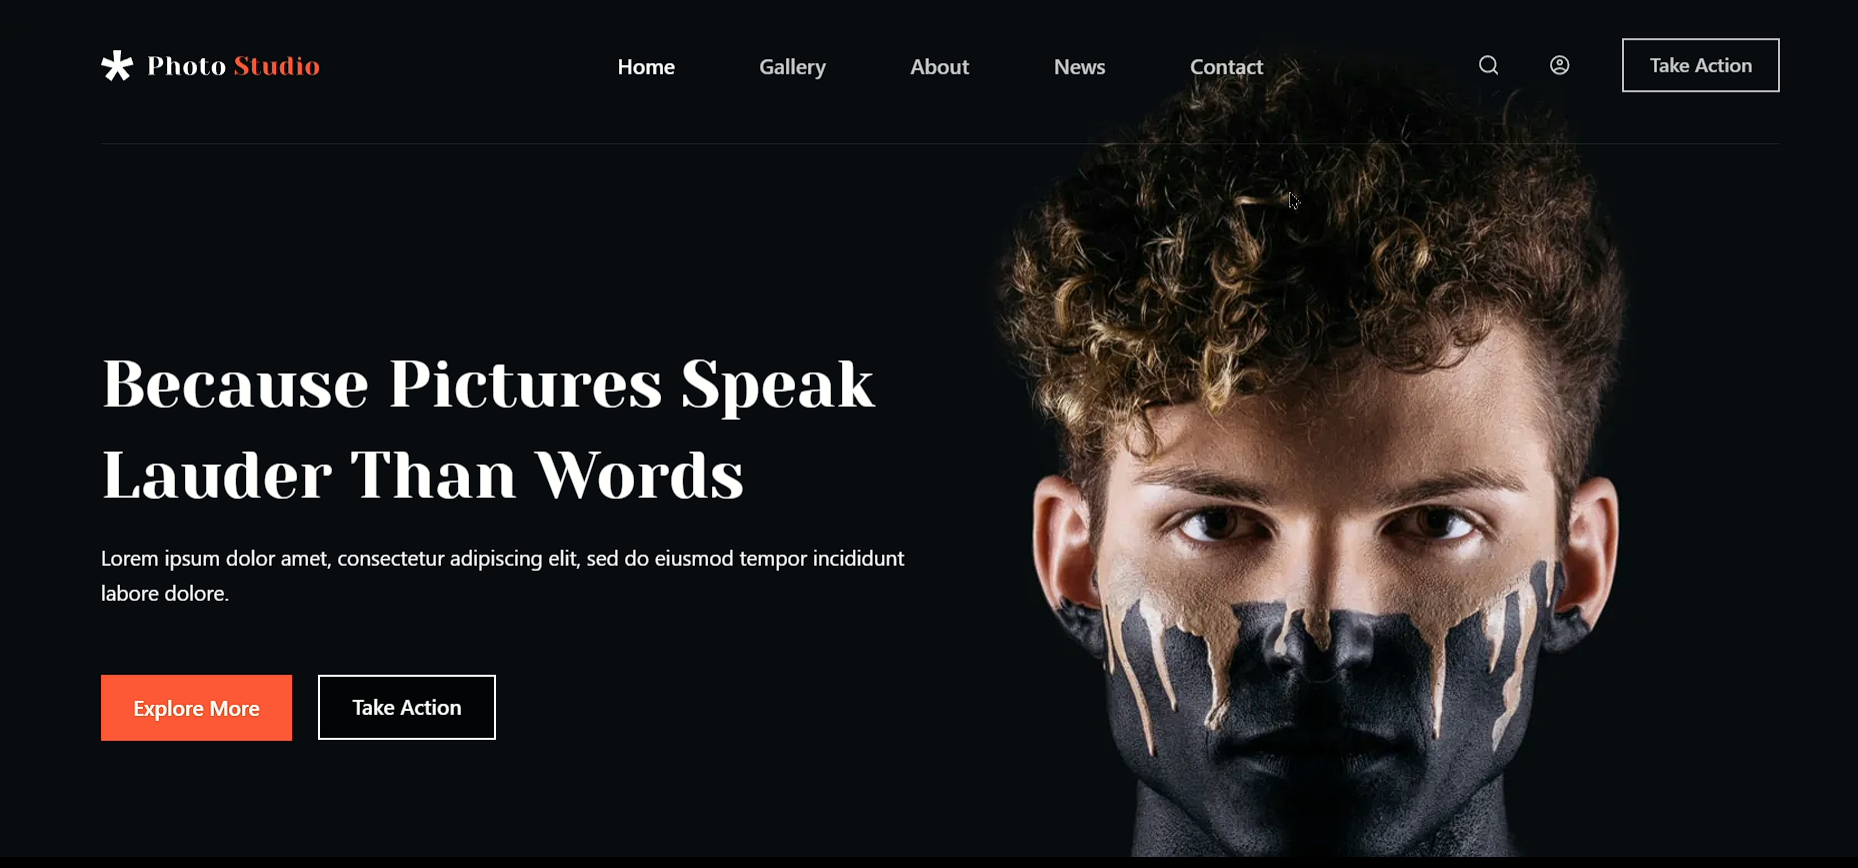 Photo Studio
Home
Gallery
About
News
Contact
Take Action
Because Pictures Speak
Lauder Than Words
Lorem ipsum dolor amet, consectetur adipiscing elit, sed do eiusmod tempor incididunt
labore dolore.
Explore More
Take Action